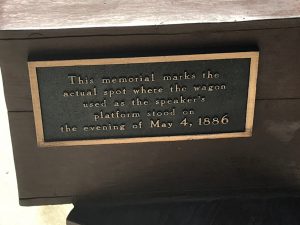 This memorial marks the
actual spot where the wagon
used as the speaker's
platform stood on
the evening of May 4, 1886